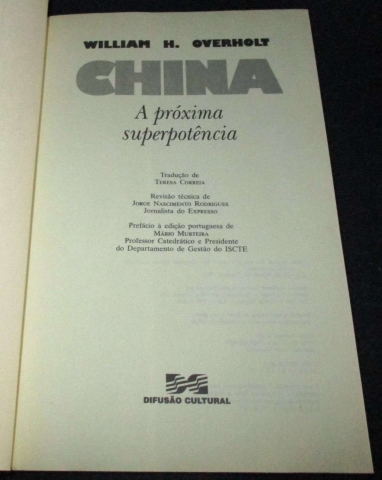 WILLIAM H. OVERHOLT
CHINA
A próxima
superpotência
Tradução de
TERESA CORREIA
Revisão técnica de
JORGE NASCIMENTO RODRIGUES
Jornalista do EXPRESSO
Prefácio à edição portuguesa de
MÁRIO MURTEIRA
Professor Catedrático e Presidente
do Departamento de Gestão do ISCTE
DIFUSÃO CULTURAL